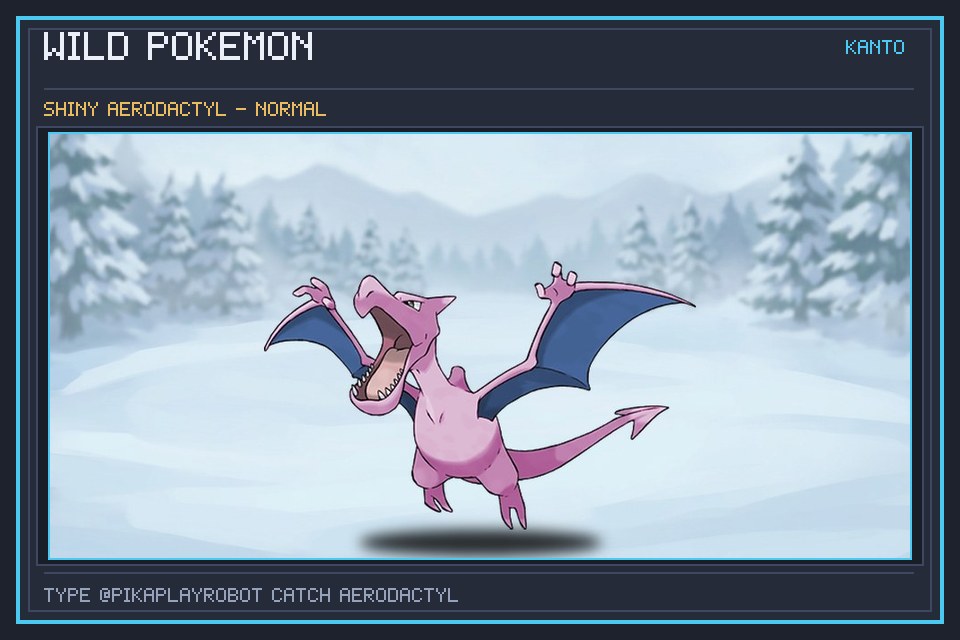 WILD POKEMON
KANTO
SHINY AERODACTYL - NORMAL
TYPE @PIKAPLAYROBOT CATCH AERODACTYL